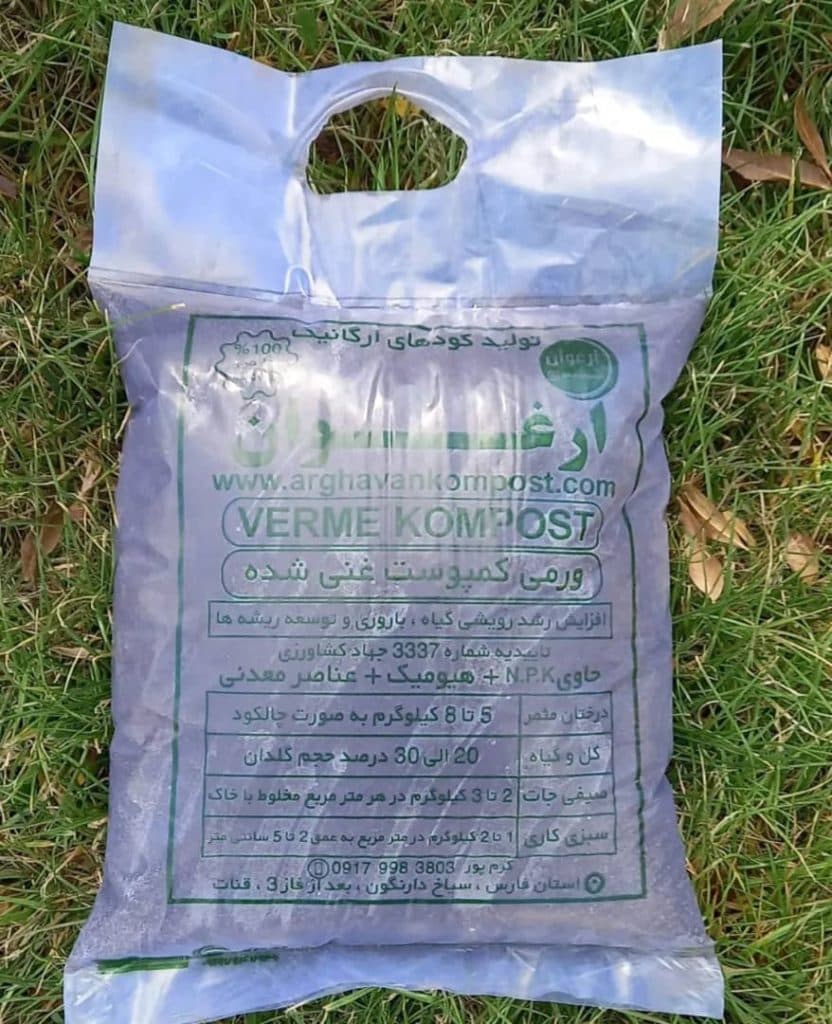 تولید کودهای ارگانیک
ارغوان
%100
ارغـــوان
www.arghavankompost.com
VERME KOMPOST
ورمی کمپوست غنی شده
افزایش رشد رویشی گیاه ، باروری و توسعه ریشه ها
تاییدیه شماره 3337 جهاد کشاورزی
حاوی N.P.K + هیومیک + عناصر معدنی
درختان مثمر 5 تا 8 کیلوگرم به صورت چالکود
گل و گیاه 20 الی 30 درصد حجم گلدان
صیفی جات 2 تا 3 کیلوگرم در هر متر مربع مخلوط با خاک
سبزی کاری 1 تا 2 کیلوگرم در متر مربع به عمق 2 تا 5 سانتی متر
کرم پور 0917 998 3803
استان فارس ، سیاخ دارنگون ، بعد از فاز 3 ، قنات